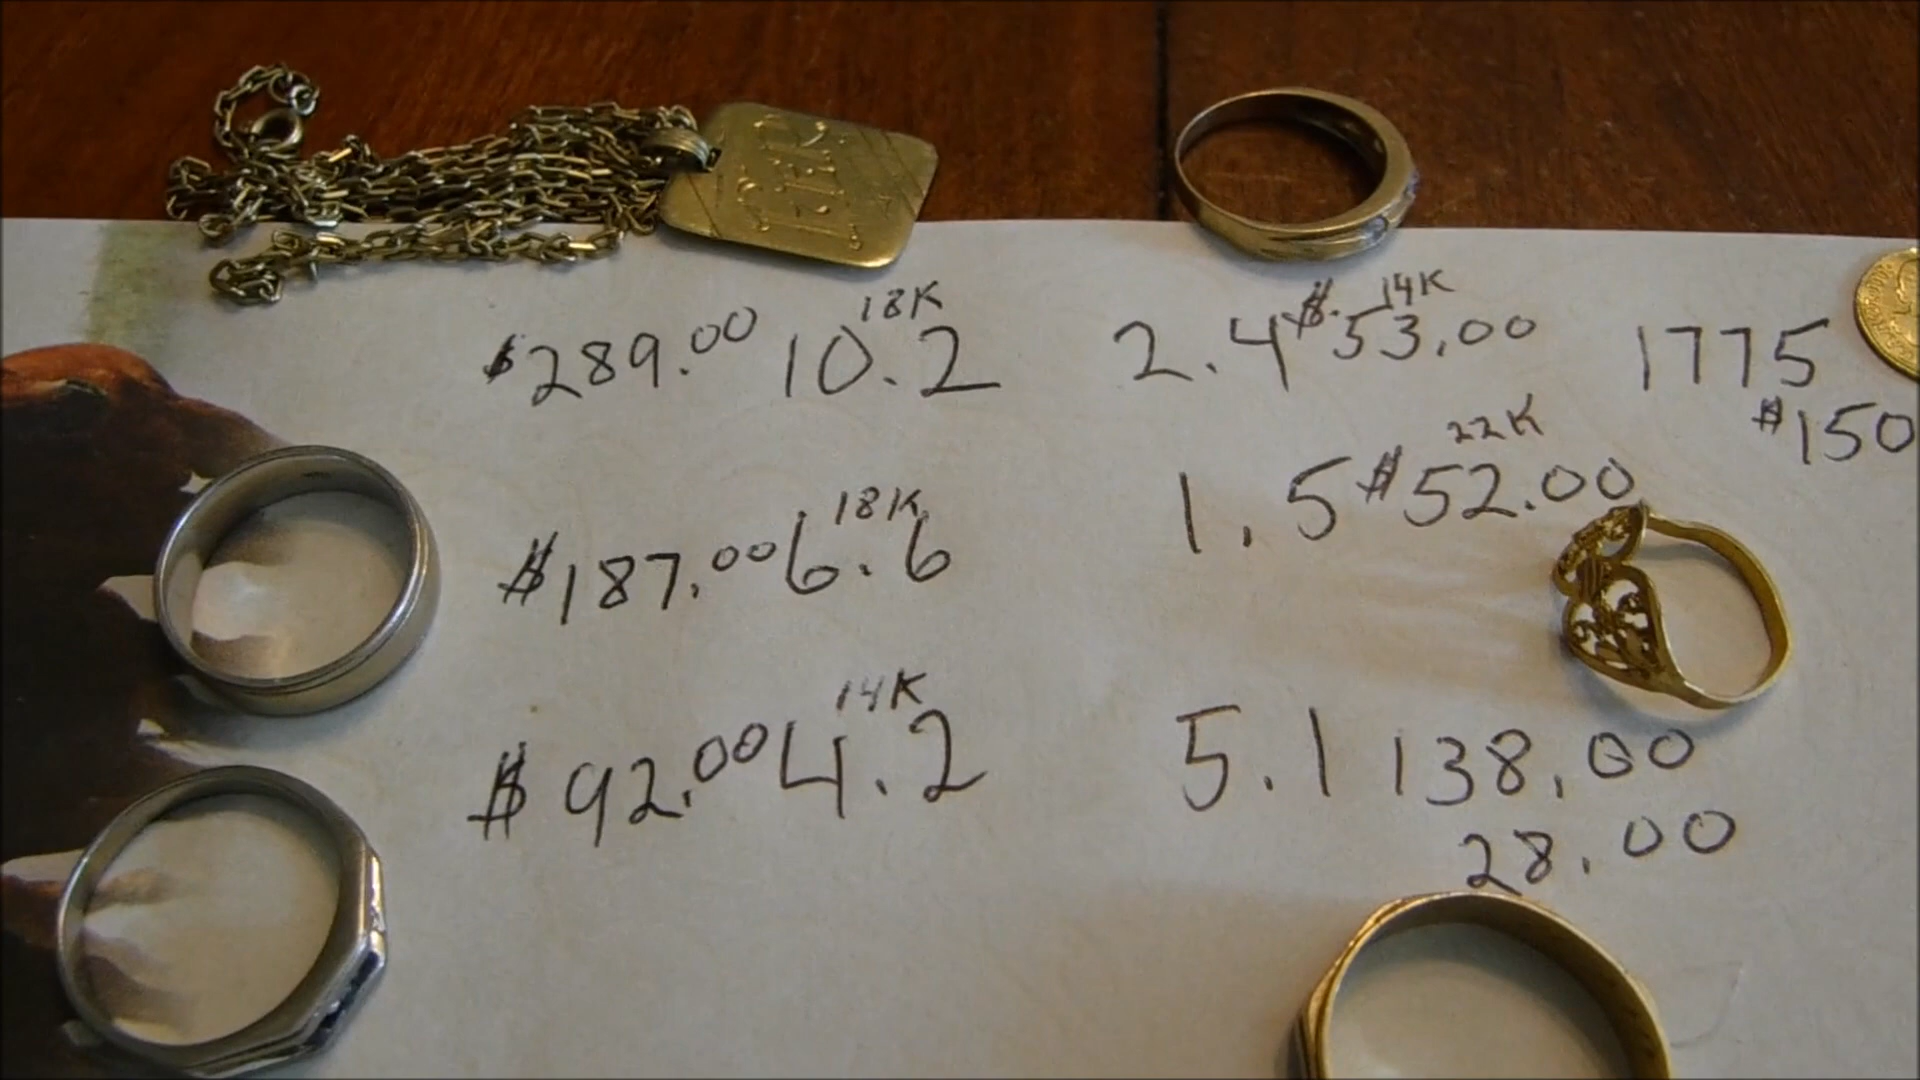 18K
$289.00 10.2
14K
2.4 $53.00
1775
$150
22K
1.5 $52.00
18K
$187.00 6.6
14K
$92.00 4.2
5.1 138.00
28.00